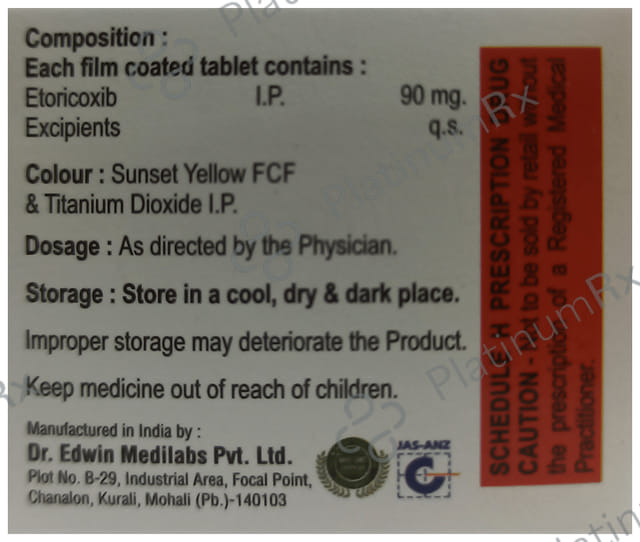 Composition :
Each film coated tablet contains :
Etoricoxib I.P. 90 mg.
Excipients q.s.
Colour : Sunset Yellow FCF
& Titanium Dioxide I.P.
Dosage : As directed by the Physician.
Storage : Store in a cool, dry & dark place.
Improper storage may deteriorate the Product.
Keep medicine out of reach of children.
Manufactured in India by :
Dr. Edwin Medilabs Pvt. Ltd.
Plot No. B-29, Industrial Area, Focal Point,
Chanalon, Kurali, Mohali (Pb.)-140103
JAS-ANZ
SCHEDULE H PRESCRIPTION DRUG
CAUTION - Not to be sold by retail without
the prescription of a Registered Medical
Practitioner.
PlatinumRx
PlatinumRx
PlatinumRx